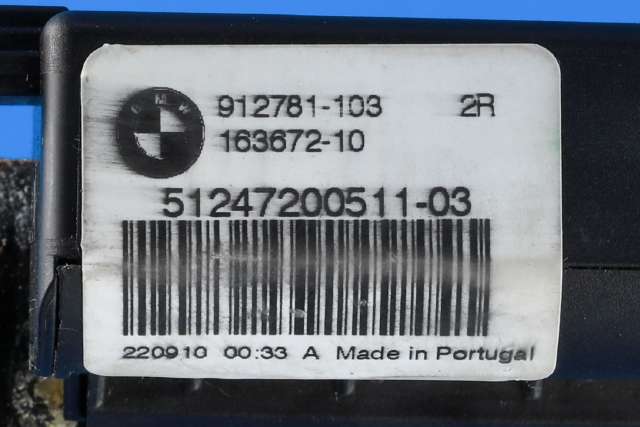 BMW
912781-103 2R
163672-10
51247200511-03
220910 00:33 A Made in Portugal